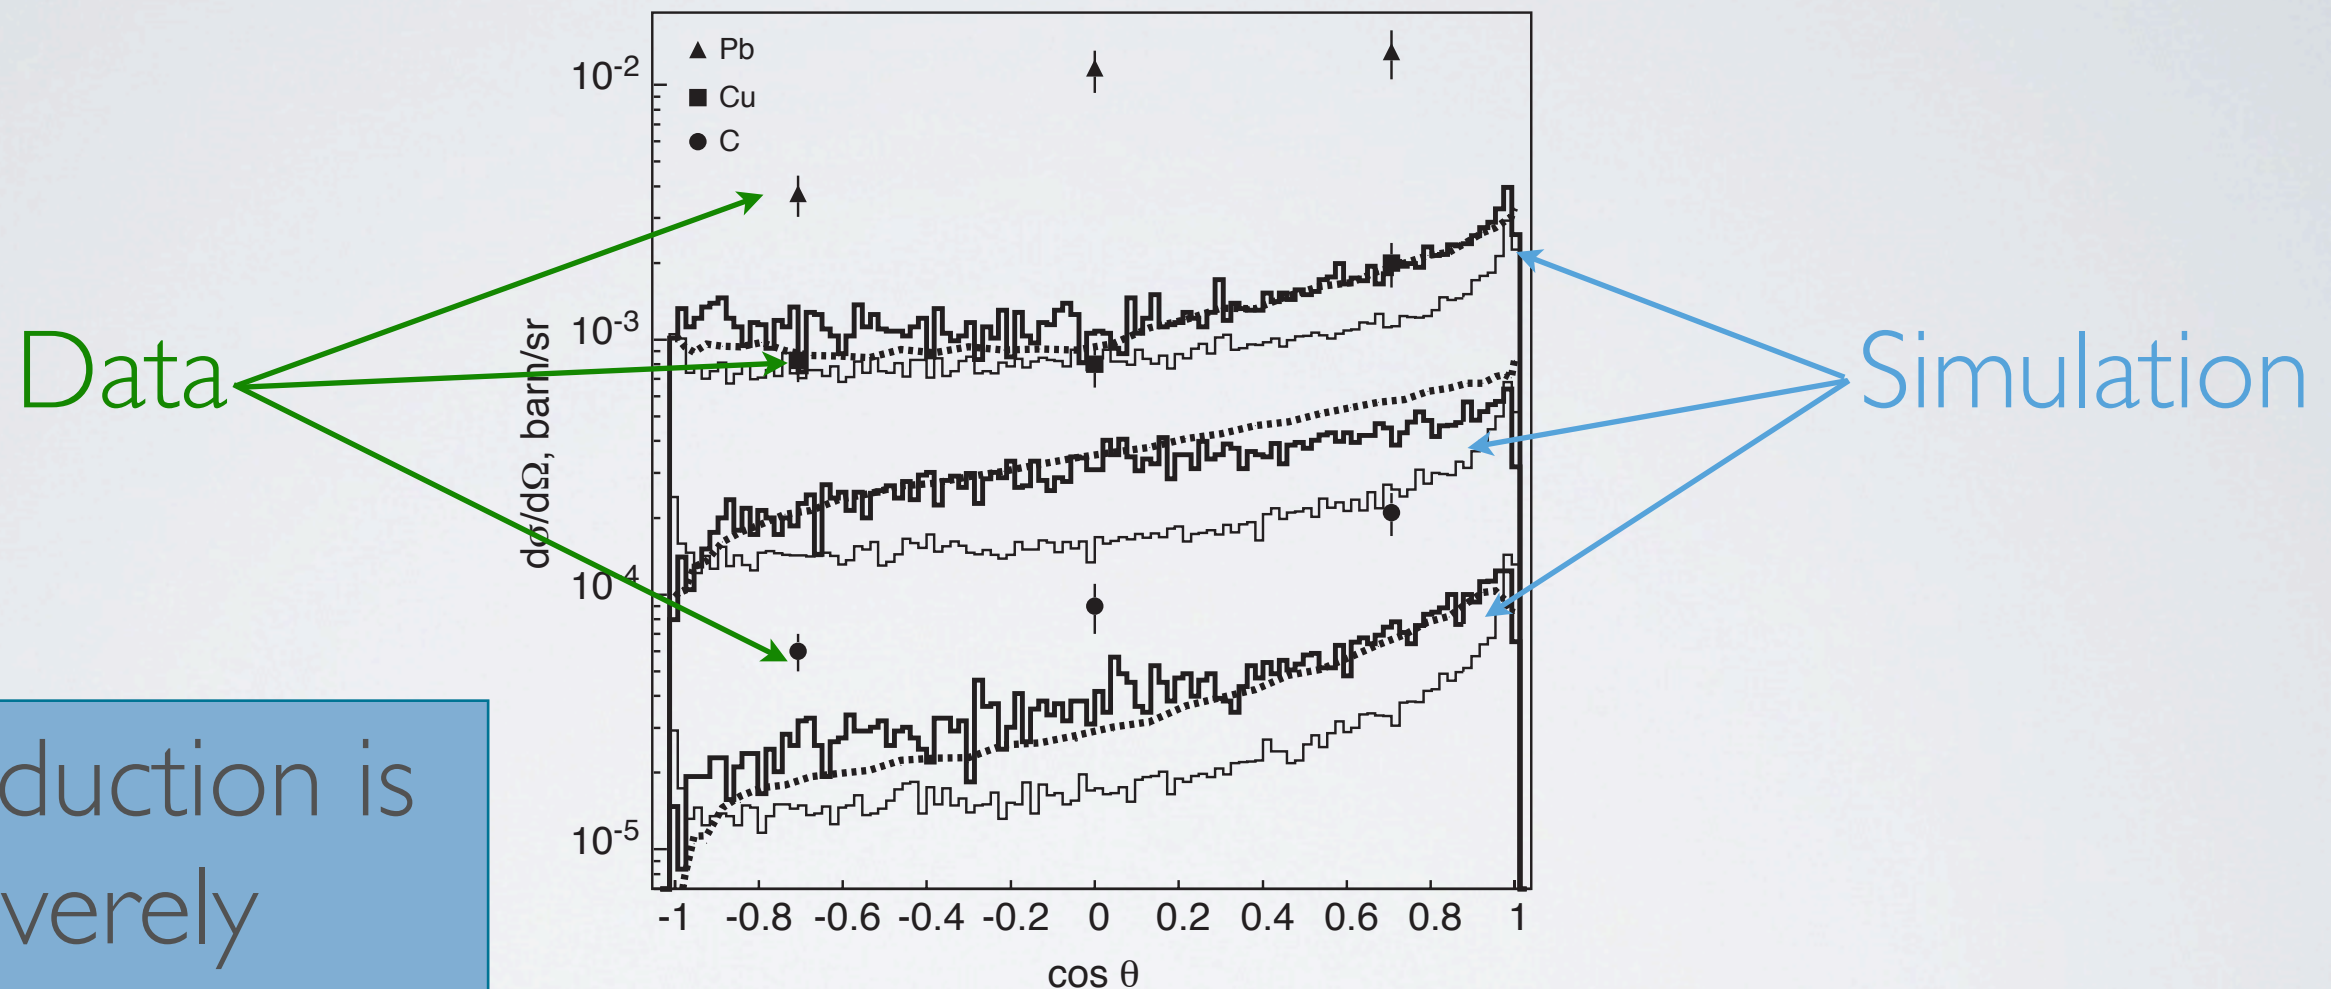 Pb
Cu
C
10-2
10-3
10-4
10-5
dσ/dΩ, barn/sr
-1 -0.8 -0.6 -0.4 -0.2 0 0.2 0.4 0.6 0.8 1
cos θ
Data
Simulation
duction is
verely